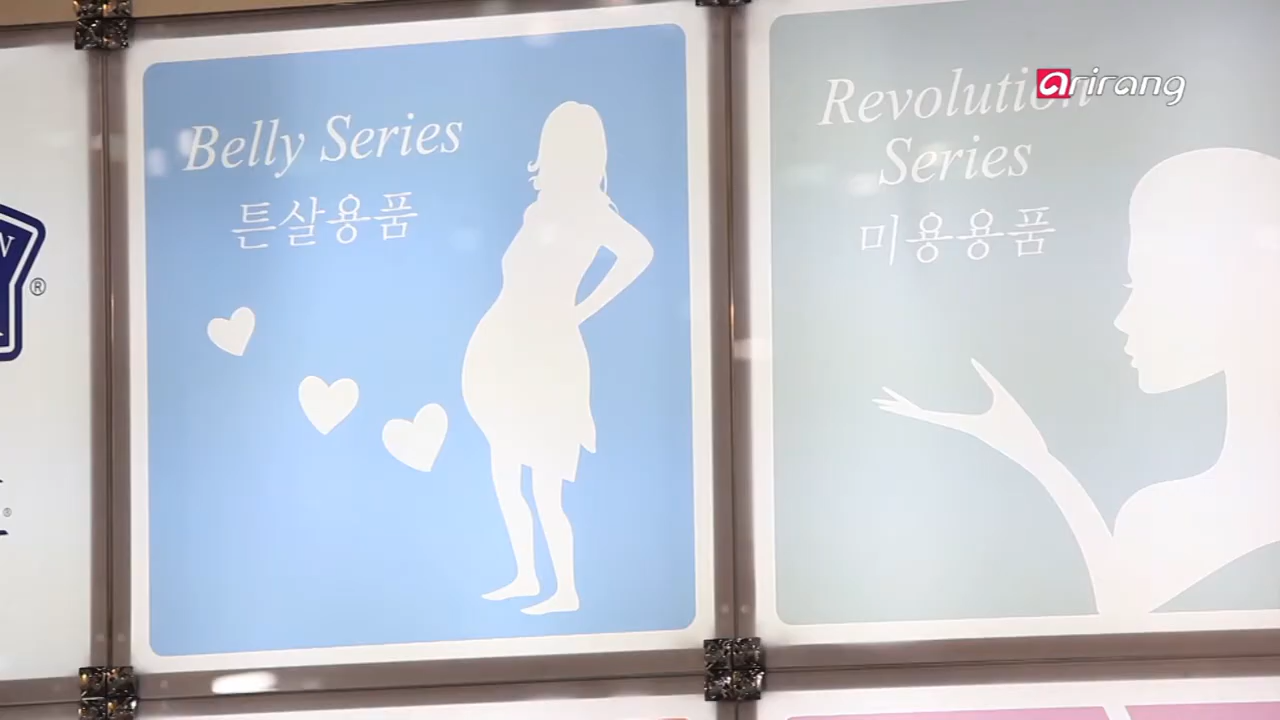 Belly Series
튼살용품
Revolution
Series
미용용품
arirang
®
®